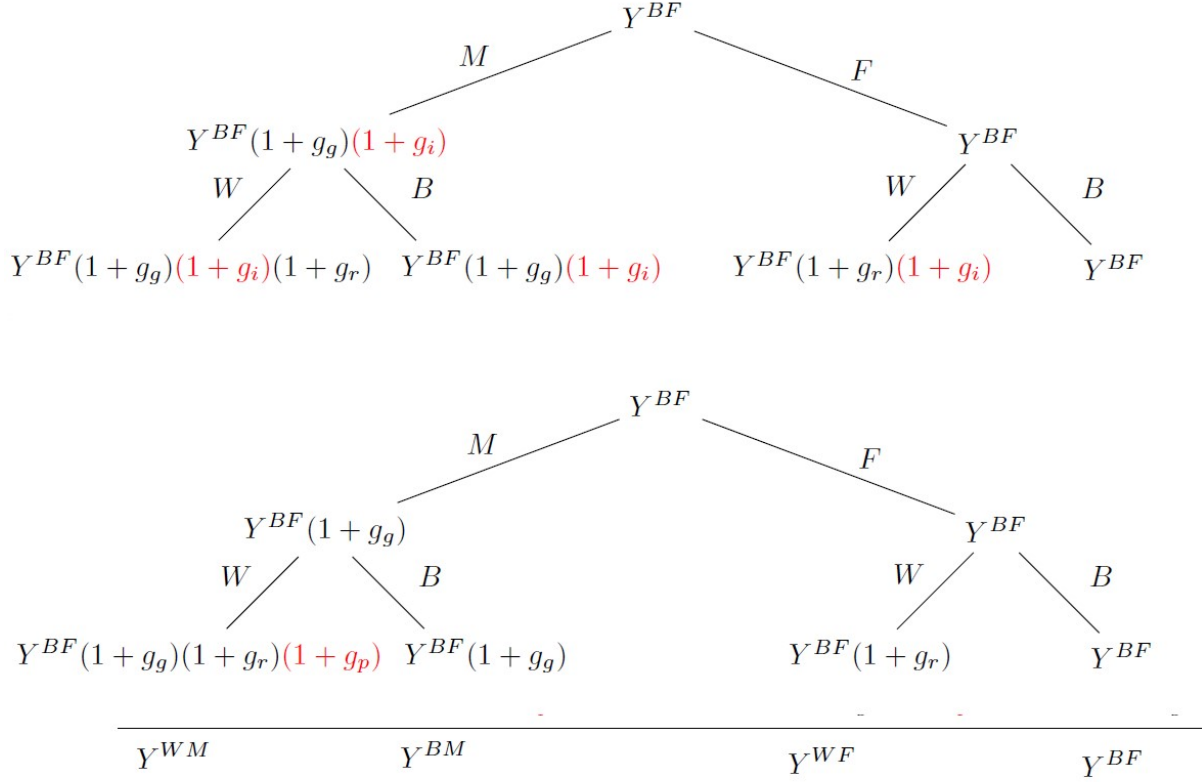 Y^{BF}
M F
Y^{BF}(1 + g_g)(1 + g_i) Y^{BF}
W B W B
Y^{BF}(1 + g_g)(1 + g_i)(1 + g_r) Y^{BF}(1 + g_g)(1 + g_i) Y^{BF}(1 + g_r)(1 + g_i) Y^{BF}
Y^{BF}
M F
Y^{BF}(1 + g_g) Y^{BF}
W B W B
Y^{BF}(1 + g_g)(1 + g_r)(1 + g_p) Y^{BF}(1 + g_g) Y^{BF}(1 + g_r) Y^{BF}
Y^{WM} Y^{BM} Y^{WF} Y^{BF}